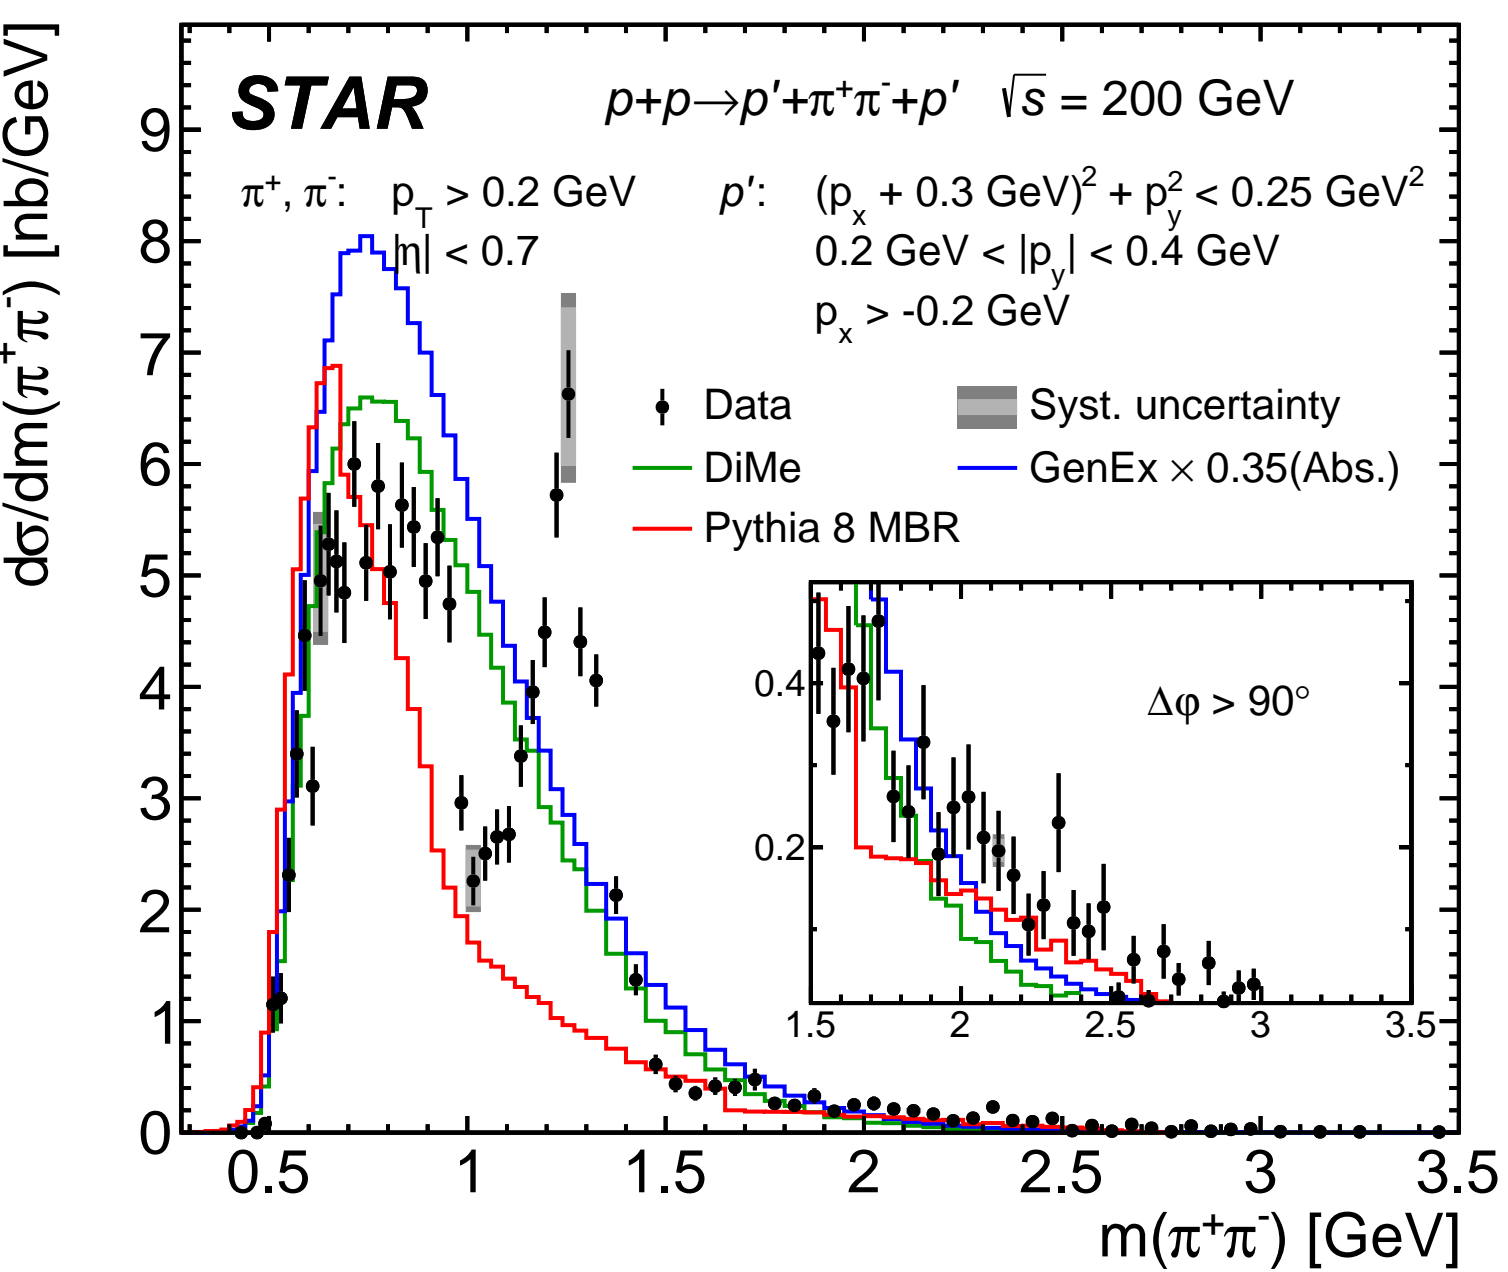 STAR
p+p→p′+π⁺π⁻+p′ √s = 200 GeV
π⁺, π⁻: p_T > 0.2 GeV p′: (p_x + 0.3 GeV)² + p_y² < 0.25 GeV²
|η| < 0.7 0.2 GeV < |p_y| < 0.4 GeV
p_x > -0.2 GeV
Data Syst. uncertainty
DiMe GenEx × 0.35(Abs.)
Pythia 8 MBR
Δφ > 90°
0.4
0.2
1.5 2 2.5 3 3.5
dσ/dm(π⁺π⁻) [nb/GeV]
9
8
7
6
5
4
3
2
1
0
0.5 1 1.5 2 2.5 3 3.5
m(π⁺π⁻) [GeV]